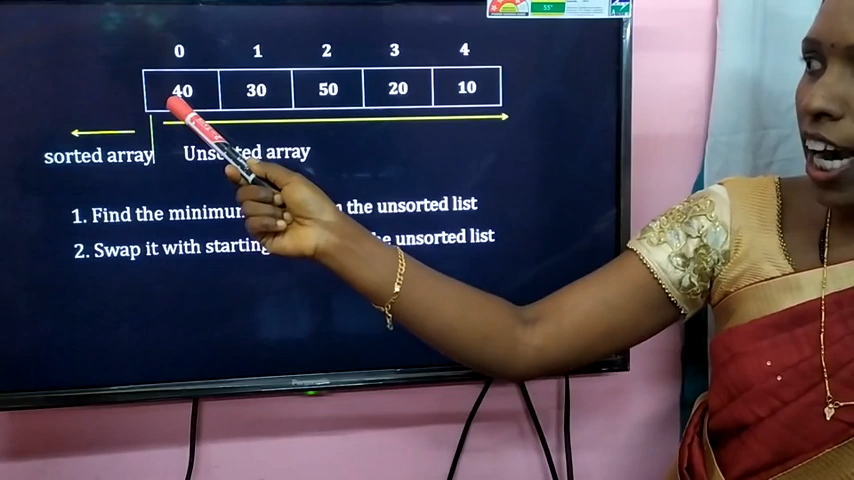 0 1 2 3 4
40 30 50 20 10
sorted array Unsorted array
1. Find the minimum the unsorted list
2. Swap it with starting the unsorted list
55"